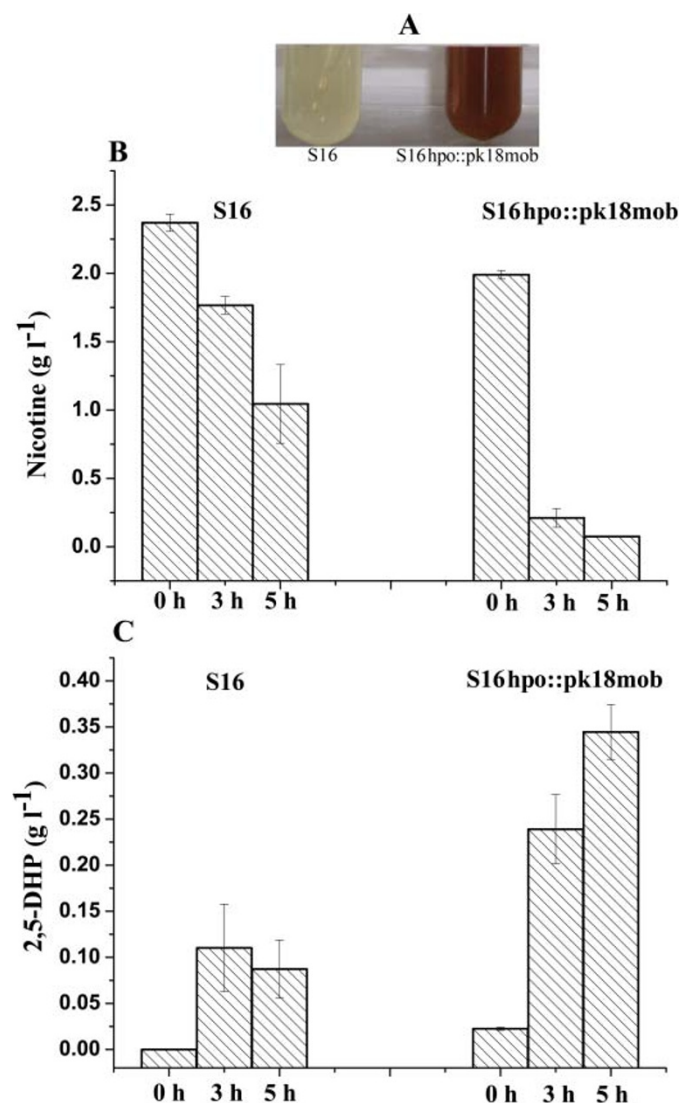 A
S16 S16hpo::pk18mob
B
S16 S16hpo::pk18mob
Nicotine (g l-1)
2.5
2.0
1.5
1.0
0.5
0.0
0 h 3 h 5 h 0 h 3 h 5 h
C
S16 S16hpo::pk18mob
2,5-DHP (g l-1)
0.40
0.35
0.30
0.25
0.20
0.15
0.10
0.05
0.00
0 h 3 h 5 h 0 h 3 h 5 h